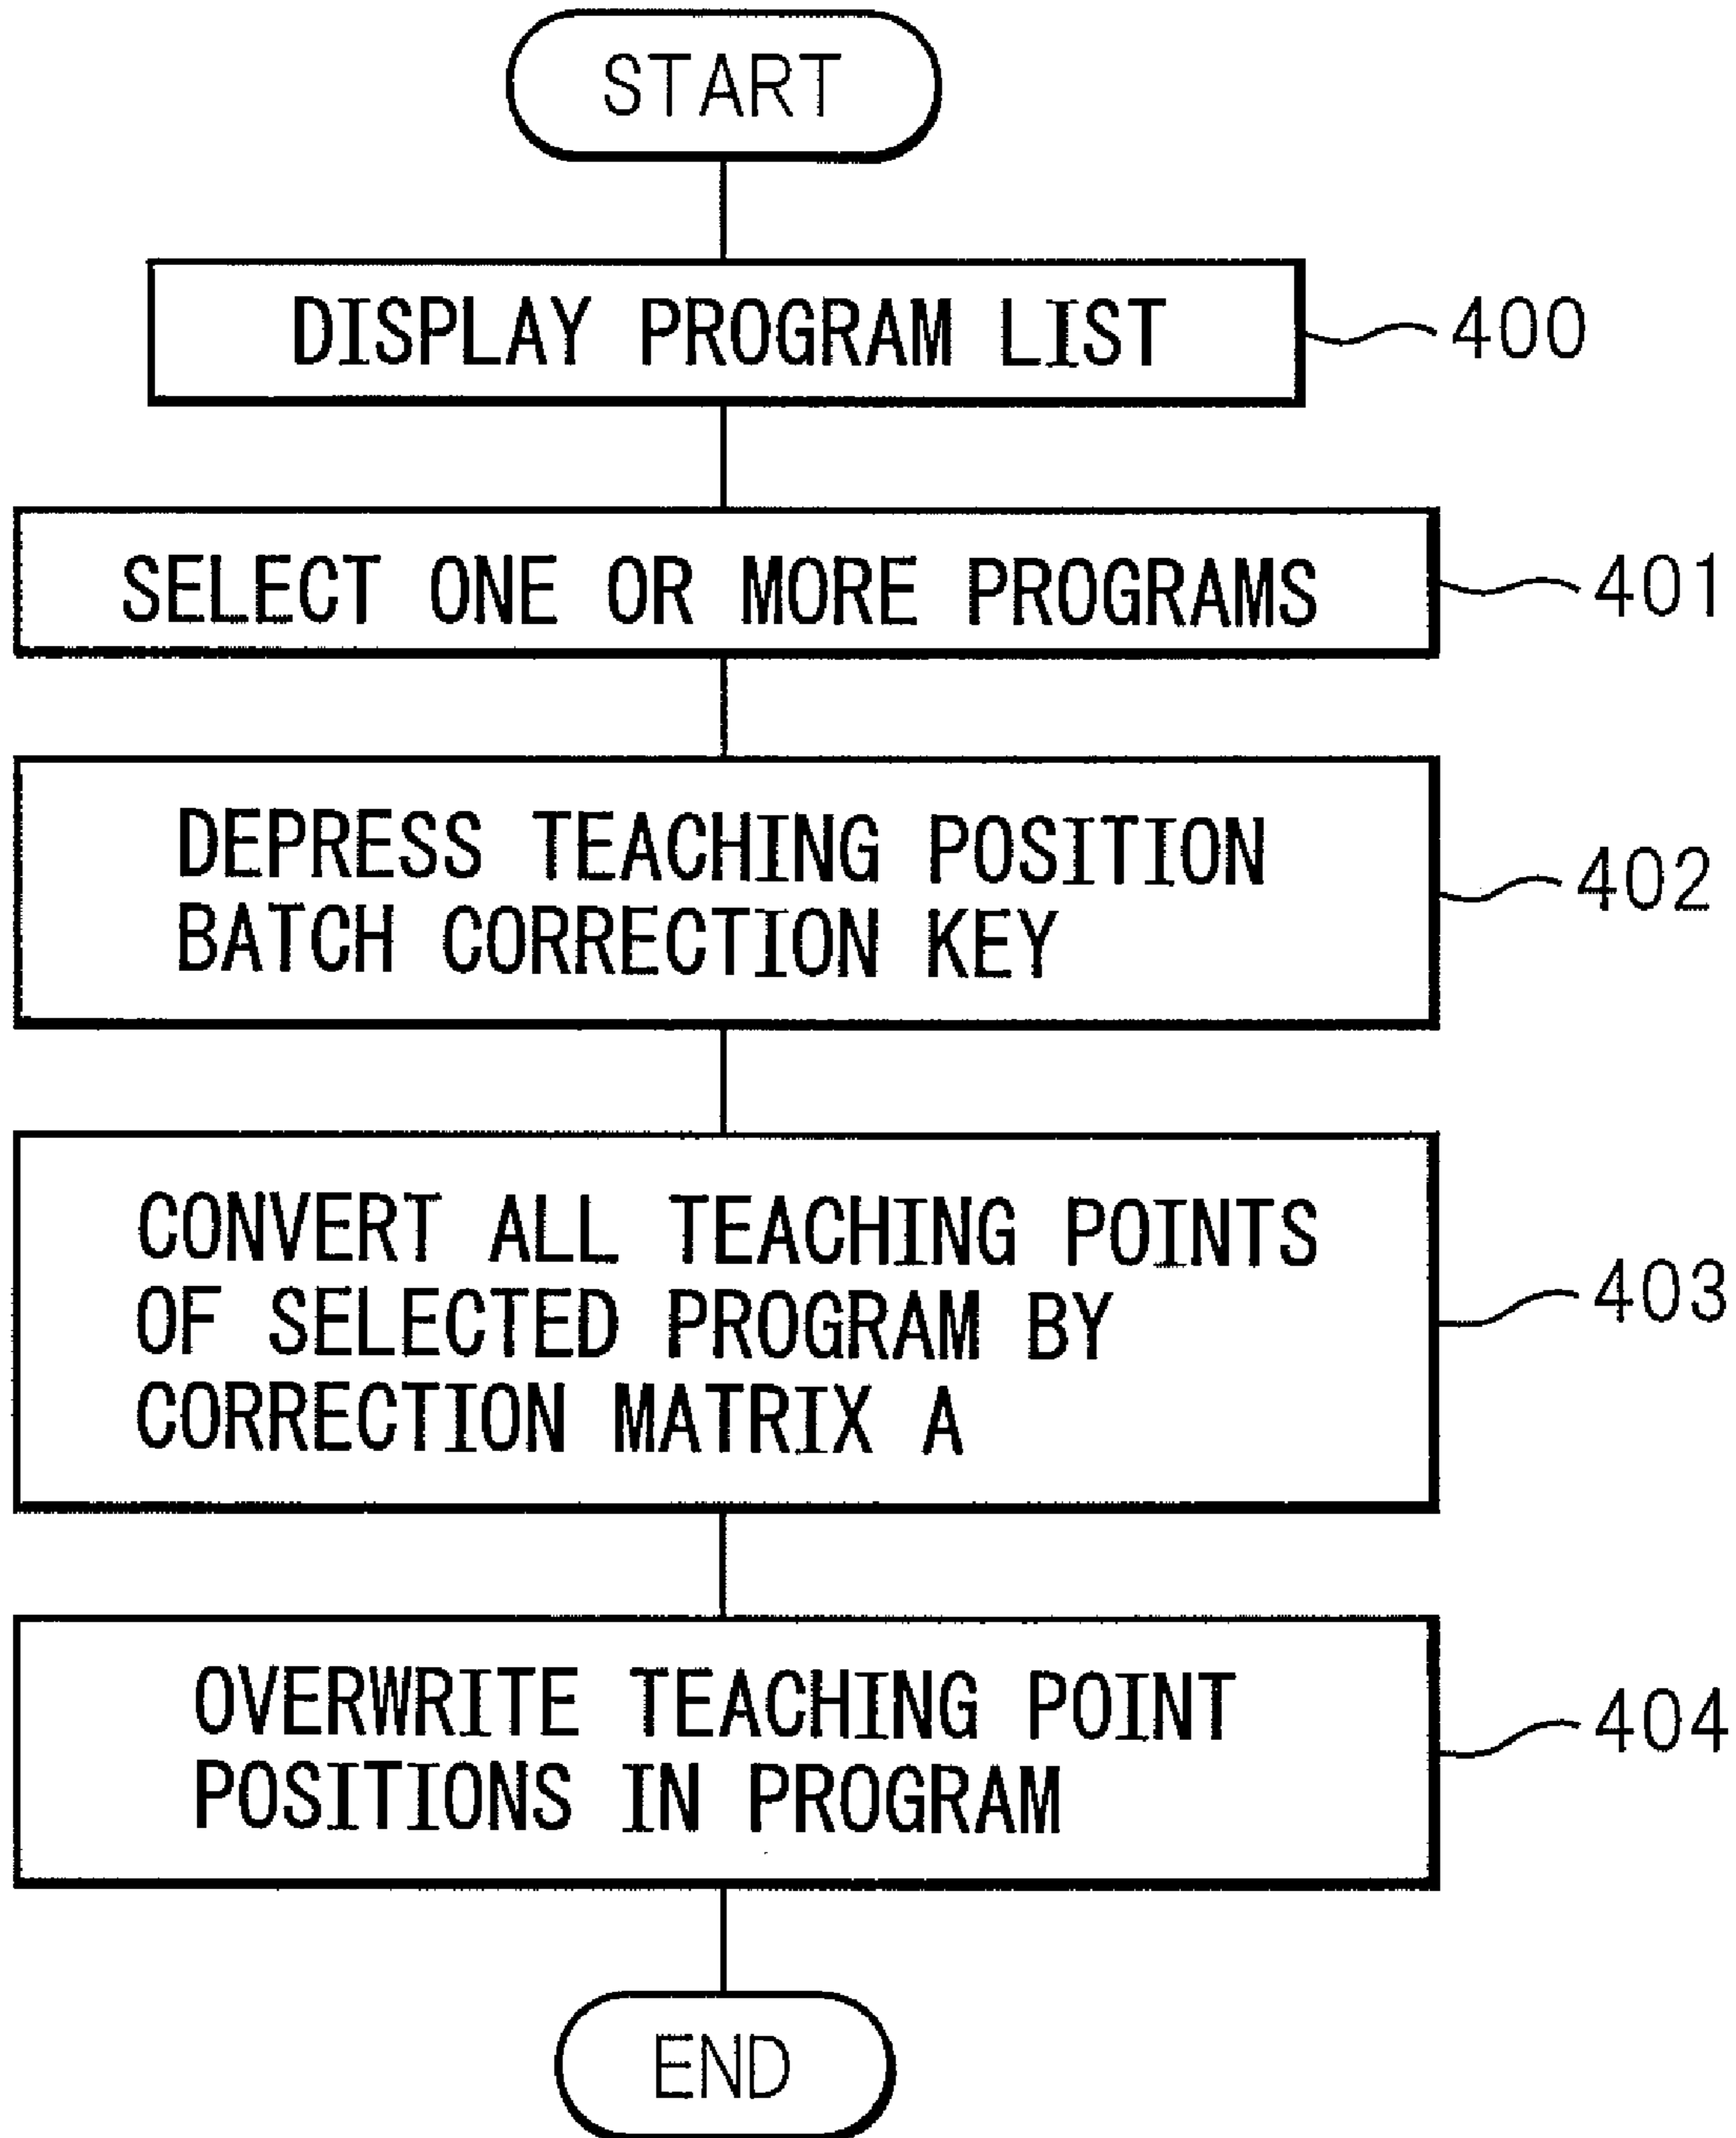 START
DISPLAY PROGRAM LIST
400
SELECT ONE OR MORE PROGRAMS
401
DEPRESS TEACHING POSITION
BATCH CORRECTION KEY
402
CONVERT ALL TEACHING POINTS
OF SELECTED PROGRAM BY
CORRECTION MATRIX A
403
OVERWRITE TEACHING POINT
POSITIONS IN PROGRAM
404
END